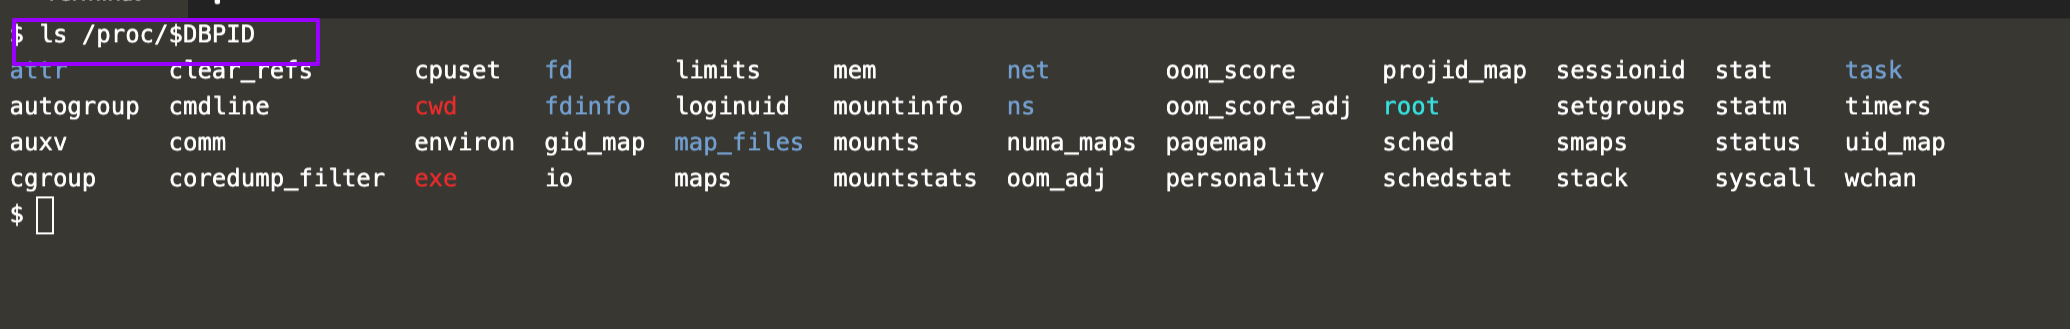 $ ls /proc/$DBPID
attr clear_refs cpuset fd limits mem net oom_score projid_map sessionid stat task
autogroup cmdline cwd fdinfo loginuid mountinfo ns oom_score_adj root setgroups statm timers
auxv comm environ gid_map map_files mounts numa_maps pagemap sched smaps status uid_map
cgroup coredump_filter exe io maps mountstats oom_adj personality schedstat stack syscall wchan
$